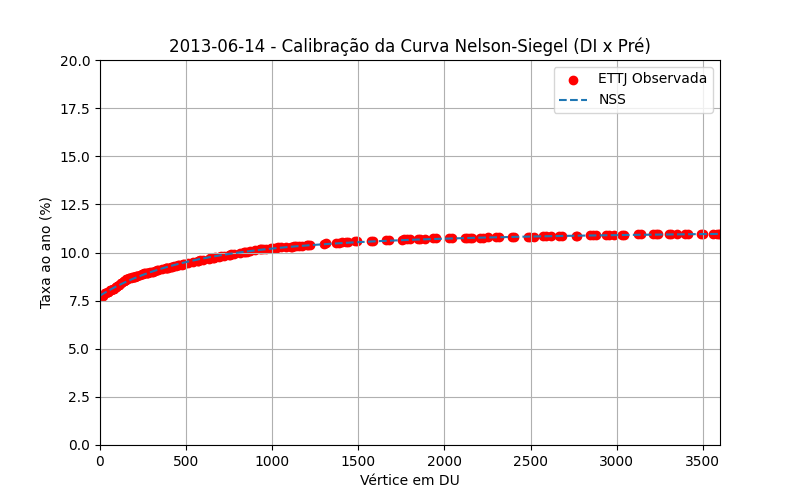 2013-06-14 - Calibração da Curva Nelson-Siegel (DI x Pré)
ETTJ Observada
NSS
Taxa ao ano (%)
20.0
17.5
15.0
12.5
10.0
7.5
5.0
2.5
0.0
0 500 1000 1500 2000 2500 3000 3500
Vértice em DU